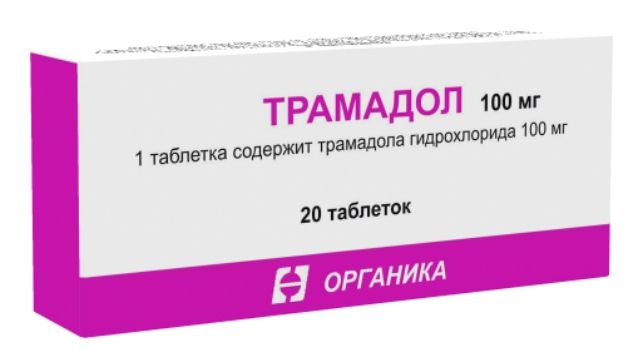 ТРАМАДОЛ 100 мг
1 таблетка содержит трамадола гидрохлорида 100 мг
20 таблеток
ОРГАНИКА